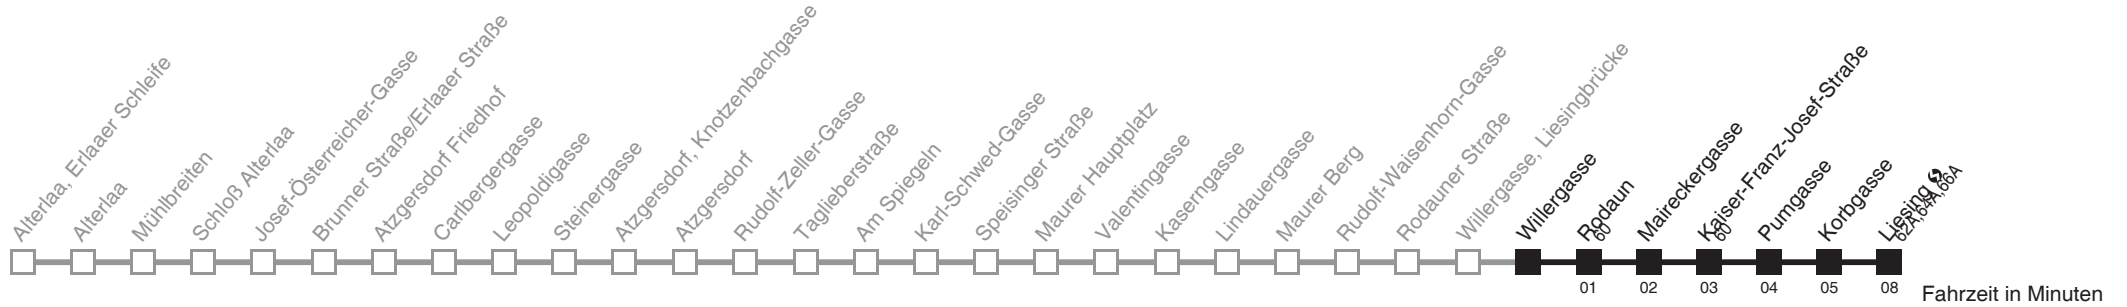 Alterlaa, Erlaaer Schleife
Alterlaa
Mühlbreiten
Schloß Alterlaa
Josef-Österreicher-Gasse
Brunner Straße/Erlaaer Straße
Atzgersdorf Friedhof
Carlbergergasse
Leopoldigasse
Steinergasse
Atzgersdorf, Knotzenbachgasse
Atzgersdorf
Rudolf-Zeller-Gasse
Taglieberstraße
Am Spiegeln
Karl-Schwed-Gasse
Speisinger Straße
Maurer Hauptplatz
Valentingasse
Kaserngasse
Lindauergasse
Maurer Berg
Rudolf-Waisenhorn-Gasse
Rodauner Straße
Willergasse, Liesingbrücke
Willergasse
Rodaun
60
Maireckergasse
Kaiser-Franz-Josef-Straße
60
Pumgasse
Korbgasse
Liesing
62A,64A,66A
01 02 03 04 05 08
Fahrzeit in Minuten